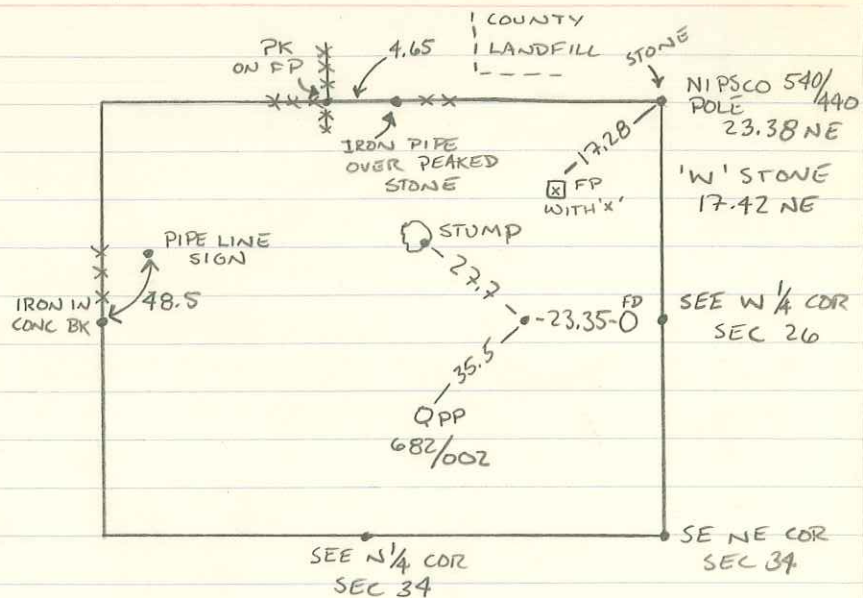 COUNTY
LANDFILL
PK
ON FP
4.65
STONE
NIPSCO 540/440
POLE
23.38 NE
IRON PIPE
OVER PEAKED
STONE
17.28
FP
WITH 'X'
X
'W' STONE
17.42 NE
STUMP
PIPE LINE
SIGN
27.7
48.5
IRON IN
CONC BK
-23.35-
FD
SEE W 1/4 COR
SEC 26
35.5
PP
682/002
SEE N 1/4 COR
SEC 34
SE NE COR
SEC 34